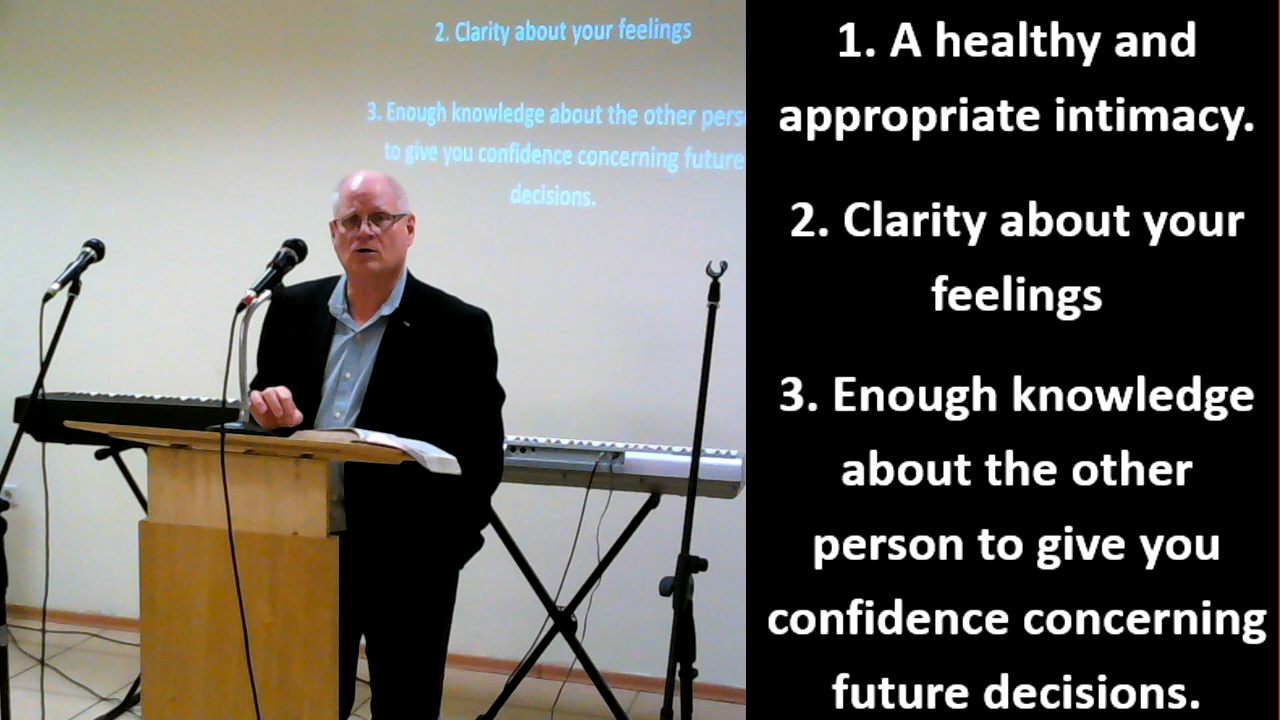 2. Clarity about your feelings
3. Enough knowledge about the other pers
to give you confidence concerning future
decisions.
1. A healthy and
appropriate intimacy.
2. Clarity about your
feelings
3. Enough knowledge
about the other
person to give you
confidence concerning
future decisions.